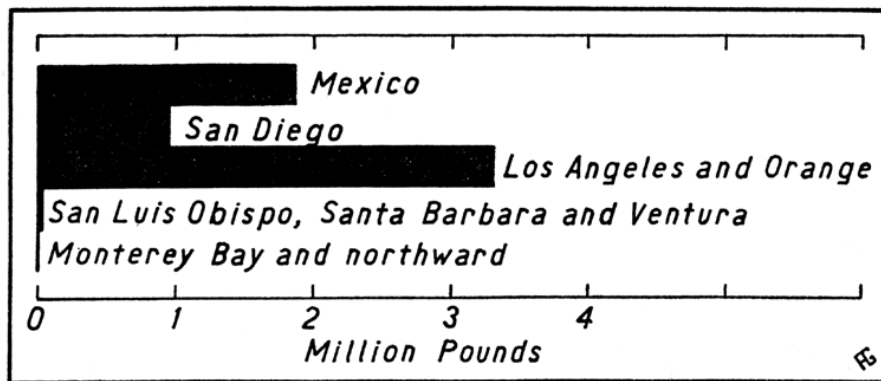 Mexico
San Diego
Los Angeles and Orange
San Luis Obispo, Santa Barbara and Ventura
Monterey Bay and northward
0 1 2 3 4
Million Pounds